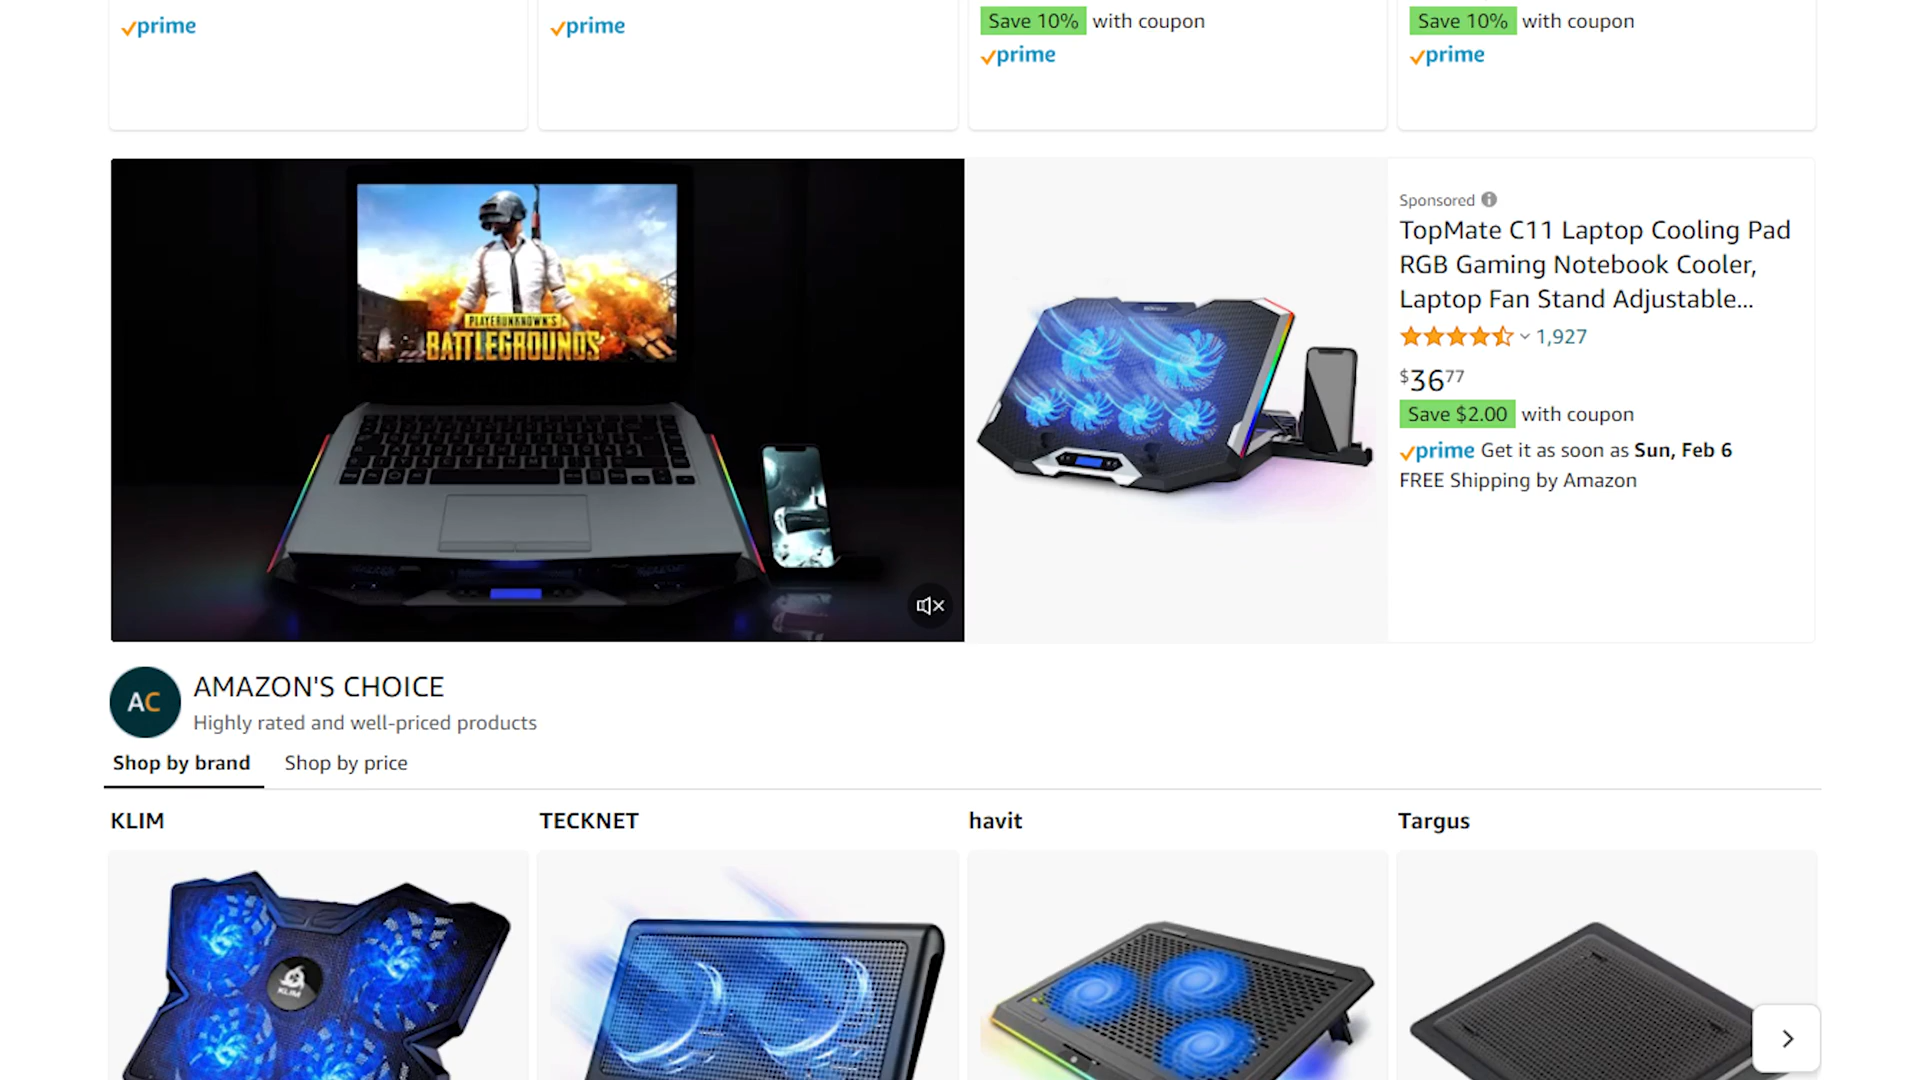 prime
prime
Save 10% with coupon
prime
Save 10% with coupon
prime
PLAYERUNKNOWN'S
BATTLEGROUNDS
Sponsored
TopMate C11 Laptop Cooling Pad
RGB Gaming Notebook Cooler,
Laptop Fan Stand Adjustable...
1,927
$3677
Save $2.00 with coupon
prime Get it as soon as Sun, Feb 6
FREE Shipping by Amazon
AC
AMAZON'S CHOICE
Highly rated and well-priced products
Shop by brand
Shop by price
KLIM
TECKNET
havit
Targus
KLIM